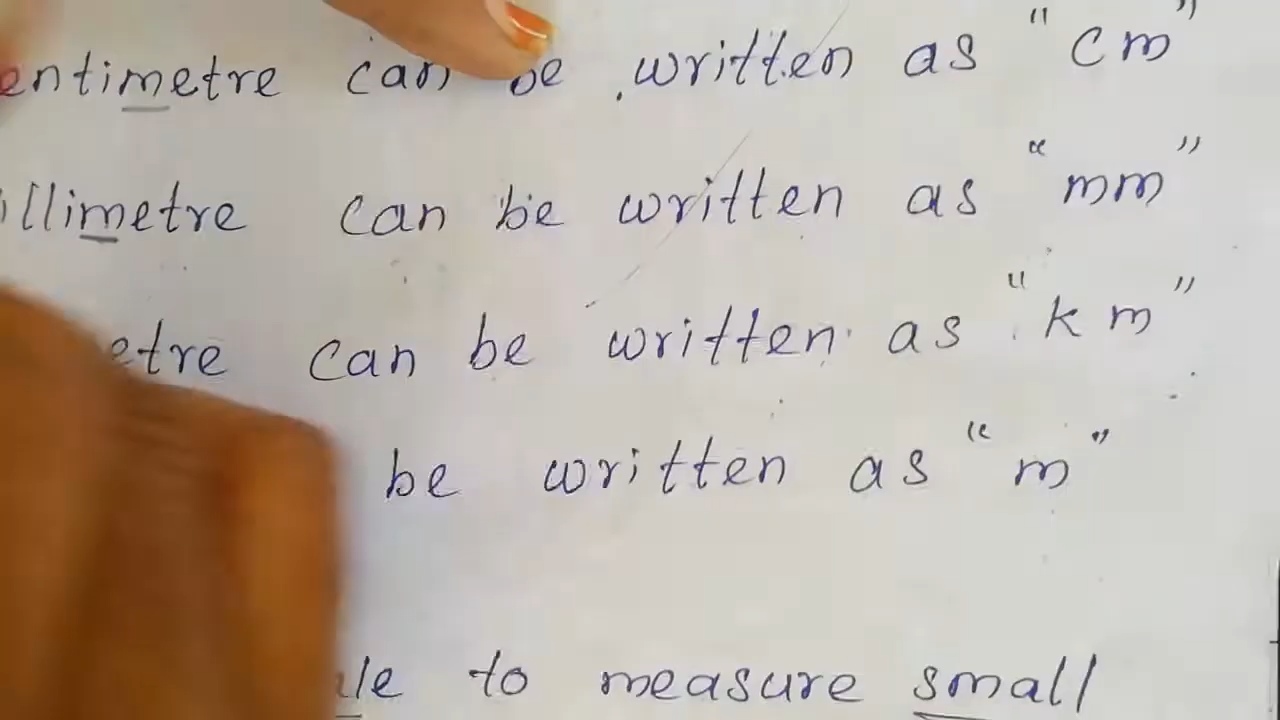 entimetre can be written as "cm"
illimetre can be written as "mm"
etre can be written as "km"
be written as "m"
to measure small